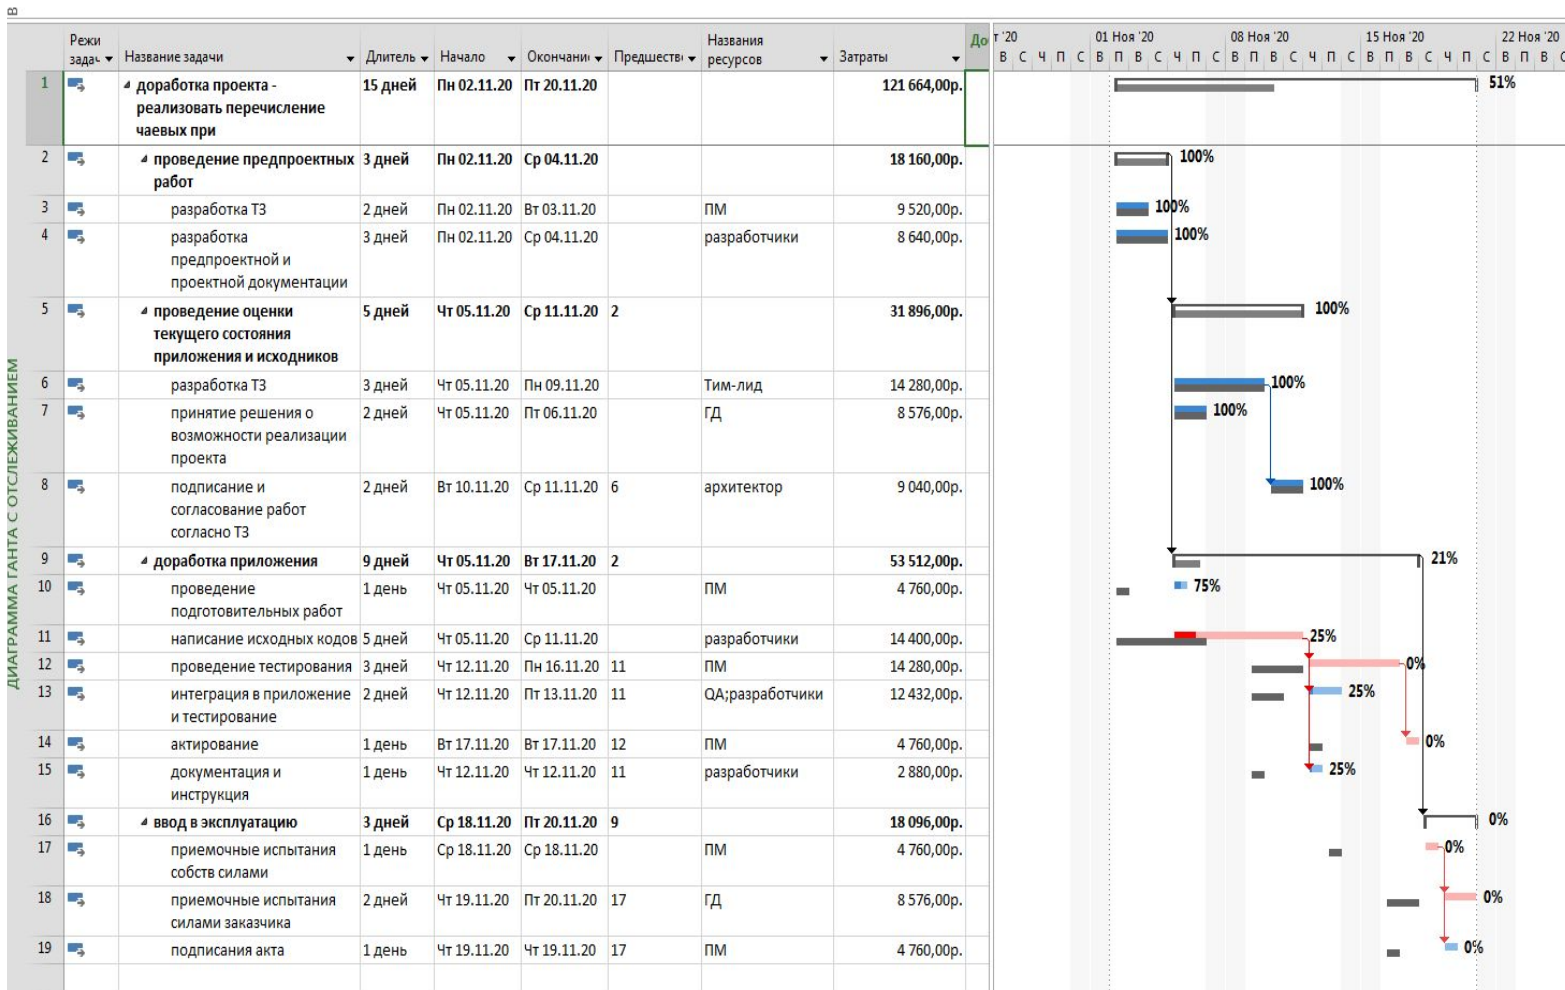 В
ДИАГРАММА ГАНТА С ОТСЛЕЖИВАНИЕМ
Режи
задач
Название задачи
Длитель
Начало
Окончани
Предшеств
Названия
ресурсов
Затраты
До
т '20
01 Ноя '20
08 Ноя '20
15 Ноя '20
22 Ноя '20
В С Ч П С В П В С Ч П С В П В С Ч П С В П В С Ч П С В П В С
1 доработка проекта - 15 дней Пн 02.11.20 Пт 20.11.20 121 664,00р. 51%
реализовать перечисление
чаевых при
2 проведение предпроектных 3 дней Пн 02.11.20 Ср 04.11.20 18 160,00р. 100%
работ
3 разработка ТЗ 2 дней Пн 02.11.20 Вт 03.11.20 ПМ 9 520,00р. 100%
4 разработка 3 дней Пн 02.11.20 Ср 04.11.20 разработчики 8 640,00р. 100%
предпроектной и
проектной документации
5 проведение оценки 5 дней Чт 05.11.20 Ср 11.11.20 2 31 896,00р. 100%
текущего состояния
приложения и исходников
6 разработка ТЗ 3 дней Чт 05.11.20 Пн 09.11.20 Тим-лид 14 280,00р. 100%
7 принятие решения о 2 дней Чт 05.11.20 Пт 06.11.20 ГД 8 576,00р. 100%
возможности реализации
проекта
8 подписание и 2 дней Вт 10.11.20 Ср 11.11.20 6 архитектор 9 040,00р. 100%
согласование работ
согласно ТЗ
9 доработка приложения 9 дней Чт 05.11.20 Вт 17.11.20 2 53 512,00р. 21%
10 проведение 1 день Чт 05.11.20 Чт 05.11.20 ПМ 4 760,00р. 75%
подготовительных работ
11 написание исходных кодов 5 дней Чт 05.11.20 Ср 11.11.20 разработчики 14 400,00р. 25%
12 проведение тестирования 3 дней Чт 12.11.20 Пн 16.11.20 11 ПМ 14 280,00р. 0%
13 интеграция в приложение 2 дней Чт 12.11.20 Пт 13.11.20 11 QA;разработчики 12 432,00р. 25%
и тестирование
14 актирование 1 день Вт 17.11.20 Вт 17.11.20 12 ПМ 4 760,00р. 0%
15 документация и 1 день Чт 12.11.20 Чт 12.11.20 11 разработчики 2 880,00р. 25%
инструкция
16 ввод в эксплуатацию 3 дней Ср 18.11.20 Пт 20.11.20 9 18 096,00р. 0%
17 приемочные испытания 1 день Ср 18.11.20 Ср 18.11.20 ПМ 4 760,00р. 0%
собств силами
18 приемочные испытания 2 дней Чт 19.11.20 Пт 20.11.20 17 ГД 8 576,00р. 0%
силами заказчика
19 подписания акта 1 день Чт 19.11.20 Чт 19.11.20 17 ПМ 4 760,00р. 0%